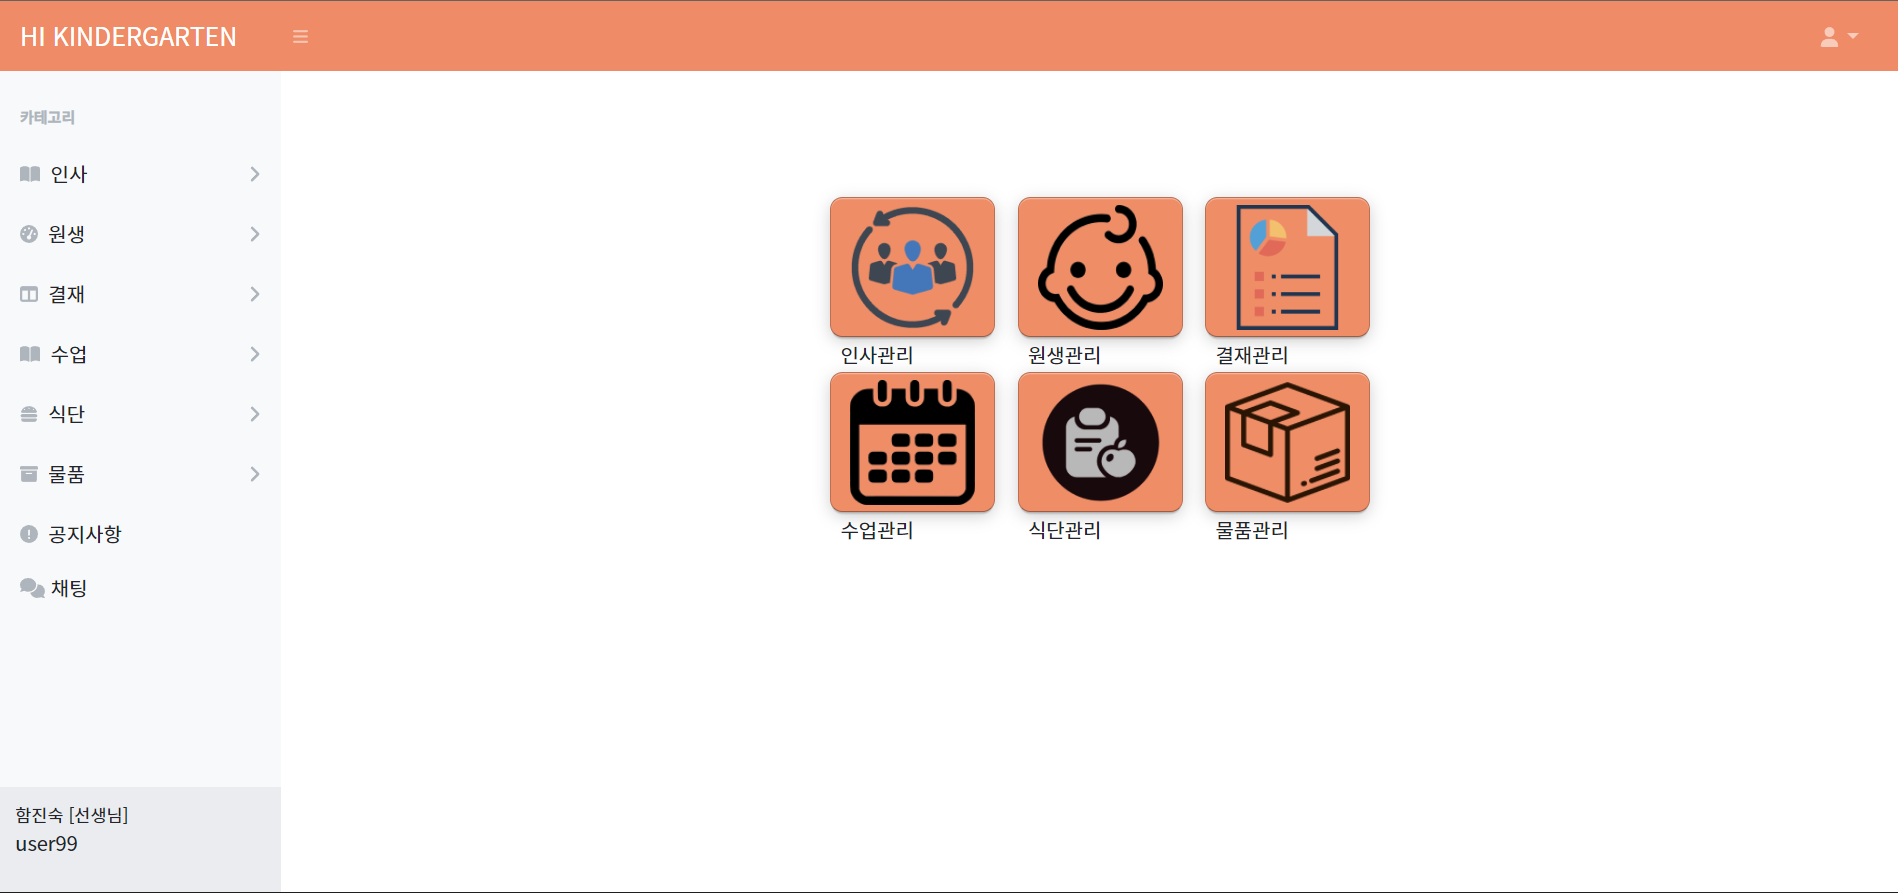 HI KINDERGARTEN
카테고리
인사
원생
결재
수업
식단
물품
공지사항
채팅
인사관리
원생관리
결재관리
수업관리
식단관리
물품관리
함진숙 [선생님]
user99